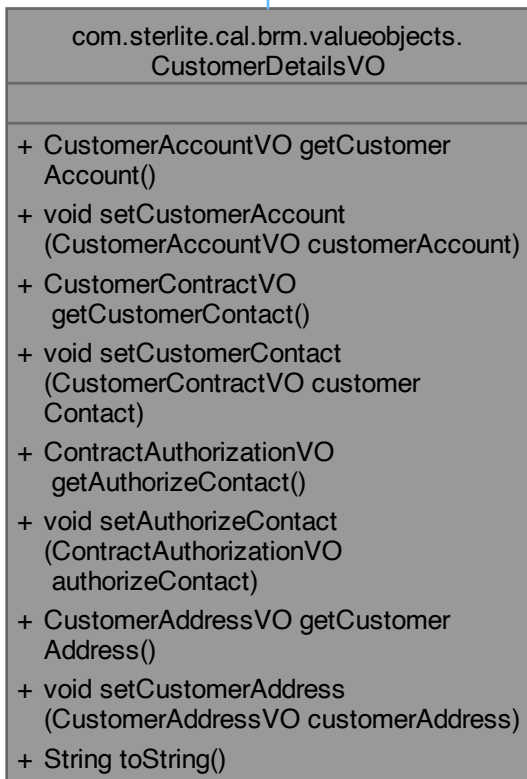 com.sterlite.cal.brm.valueobjects.
CustomerDetailsVO
+ CustomerAccountVO getCustomer
Account()
+ void setCustomerAccount
(CustomerAccountVO customerAccount)
+ CustomerContractVO
getCustomerContact()
+ void setCustomerContact
(CustomerContractVO customer
Contact)
+ ContractAuthorizationVO
getAuthorizeContact()
+ void setAuthorizeContact
(ContractAuthorizationVO
authorizeContact)
+ CustomerAddressVO getCustomer
Address()
+ void setCustomerAddress
(CustomerAddressVO customerAddress)
+ String toString()